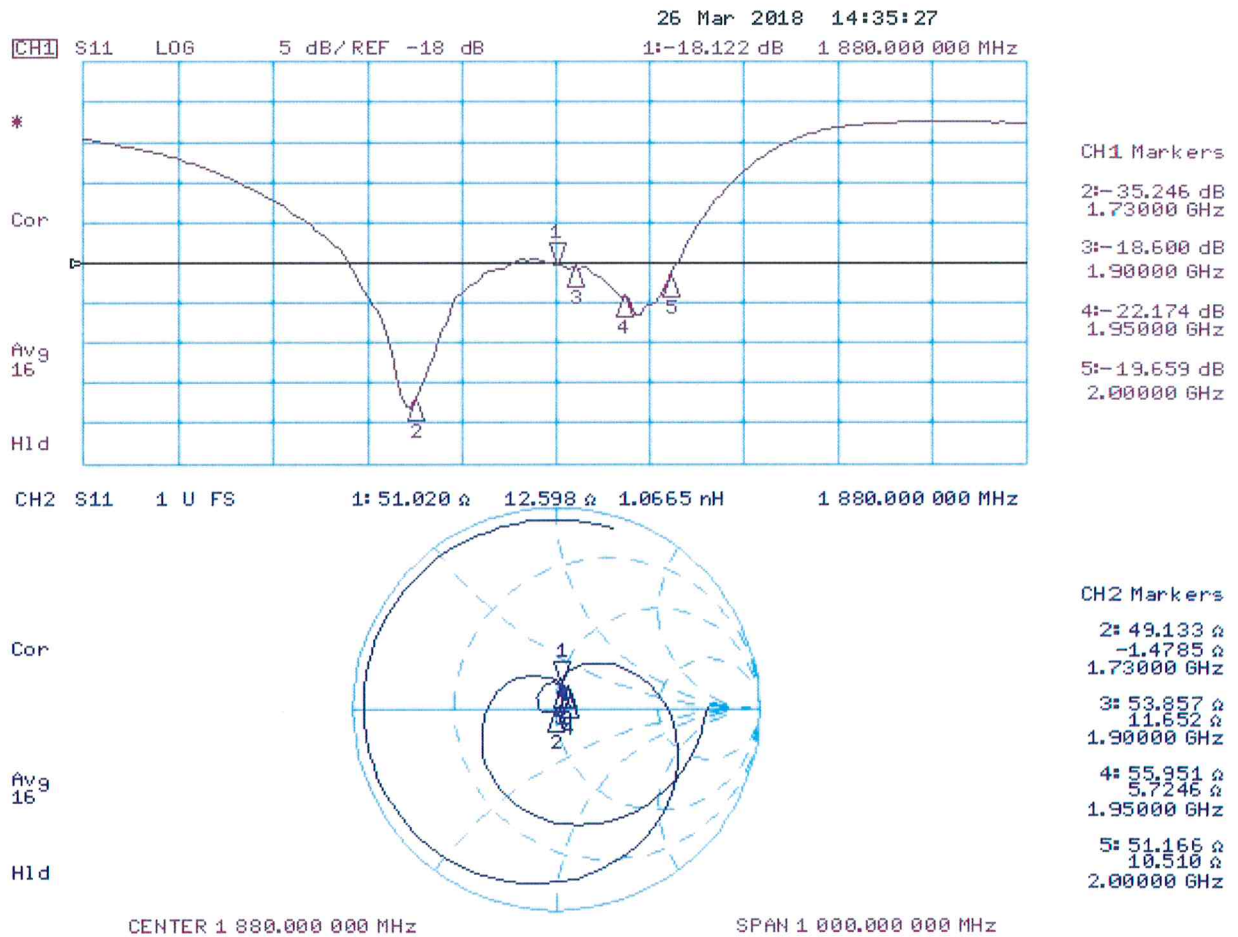 26 Mar 2018 14:35:27
CH1 S11 LOG 5 dB/REF -18 dB 1:-18.122 dB 1 880.000 000 MHz
*
CH1 Markers
2:-35.246 dB
1.73000 GHz
Cor
1
3:-18.600 dB
1.90000 GHz
3
4
5
4:-22.174 dB
1.95000 GHz
Avg
16
5:-19.659 dB
2.00000 GHz
2
Hld
CH2 S11 1 U FS 1:51.020 Ω 12.598 Ω 1.0665 nH 1 880.000 000 MHz
CH2 Markers
2: 49.133 Ω
-1.4785 Ω
1.73000 GHz
Cor
1
3: 53.857 Ω
11.652 Ω
1.90000 GHz
4
2
Avg
16
4: 55.951 Ω
5.7246 Ω
1.95000 GHz
5: 51.166 Ω
10.510 Ω
2.00000 GHz
Hld
CENTER 1 880.000 000 MHz SPAN 1 000.000 000 MHz